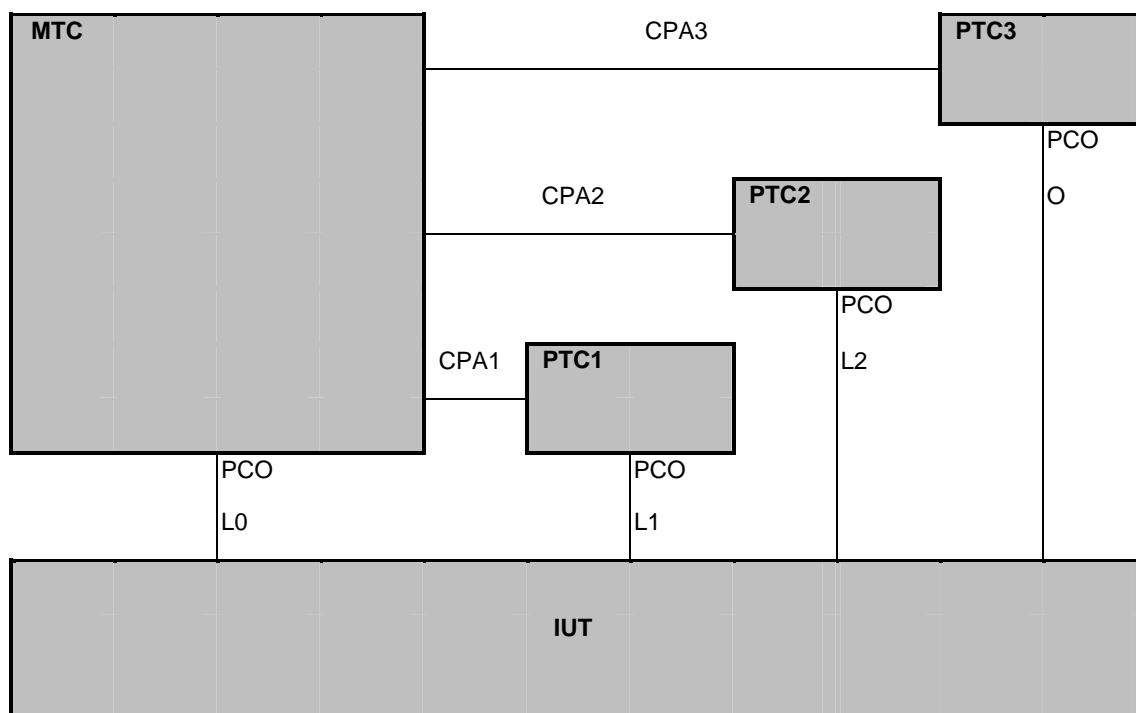 MTC
CPA3
PTC3
PCO
CPA2
PTC2
O
PCO
CPA1
PTC1
L2
PCO
PCO
L0
L1
IUT